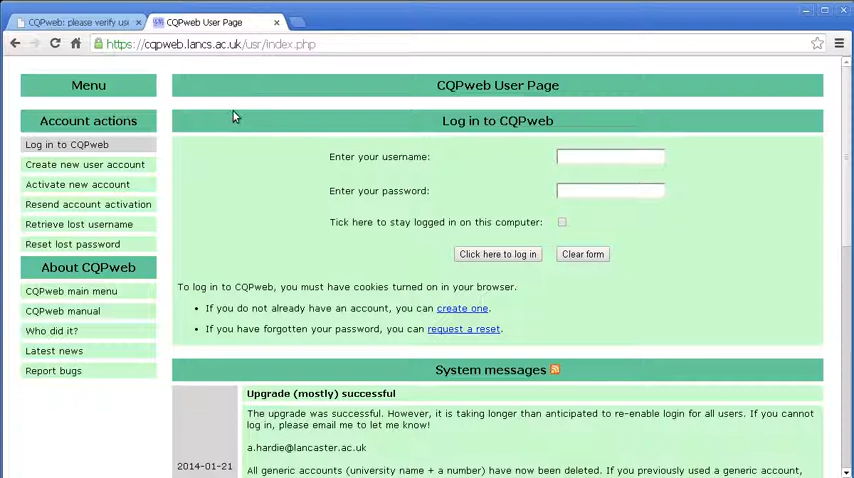 CQPweb: please verify us
CQPweb User Page
https://cqpweb.lancs.ac.uk/usr/index.php
Menu
Account actions
Log in to CQPweb
Create new user account
Activate new account
Resend account activation
Retrieve lost username
Reset lost password
About CQPweb
CQPweb main menu
CQPweb manual
Who did it?
Latest news
Report bugs
CQPweb User Page
Log in to CQPweb
Enter your username:
Enter your password:
Tick here to stay logged in on this computer:
Click here to log in Clear form
To log in to CQPweb, you must have cookies turned on in your browser.
• If you do not already have an account, you can create one.
• If you have forgotten your password, you can request a reset.
System messages
Upgrade (mostly) successful
The upgrade was successful. However, it is taking longer than anticipated to re-enable login for all users. If you cannot
log in, please email me to let me know!
a.hardie@lancaster.ac.uk
2014-01-21
All generic accounts (university name + a number) have now been deleted. If you previously used a generic account,